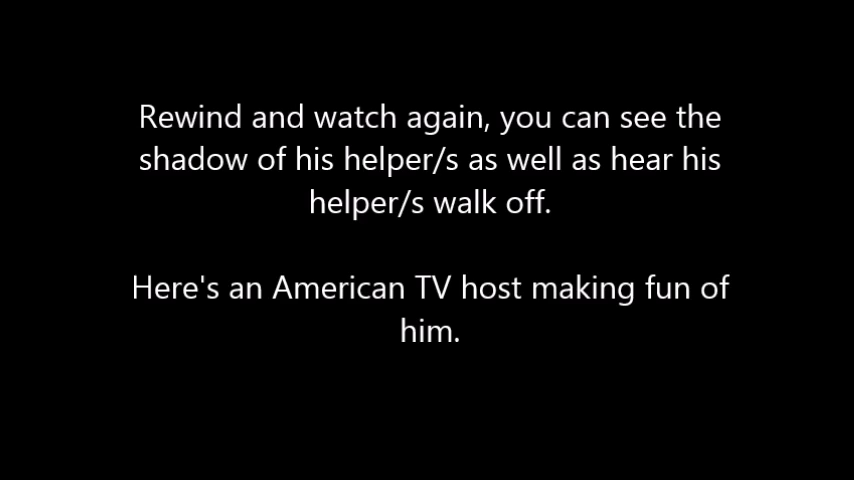 Rewind and watch again, you can see the
shadow of his helper/s as well as hear his
helper/s walk off.
Here's an American TV host making fun of
him.